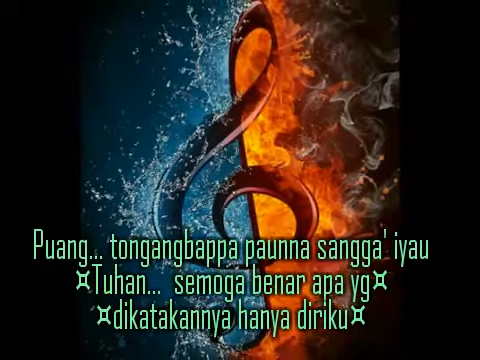 Puang... tongangbappa paunna sangga' iyau
¤Tuhan...  semoga benar apa yg¤
¤dikatakannya hanya diriku¤